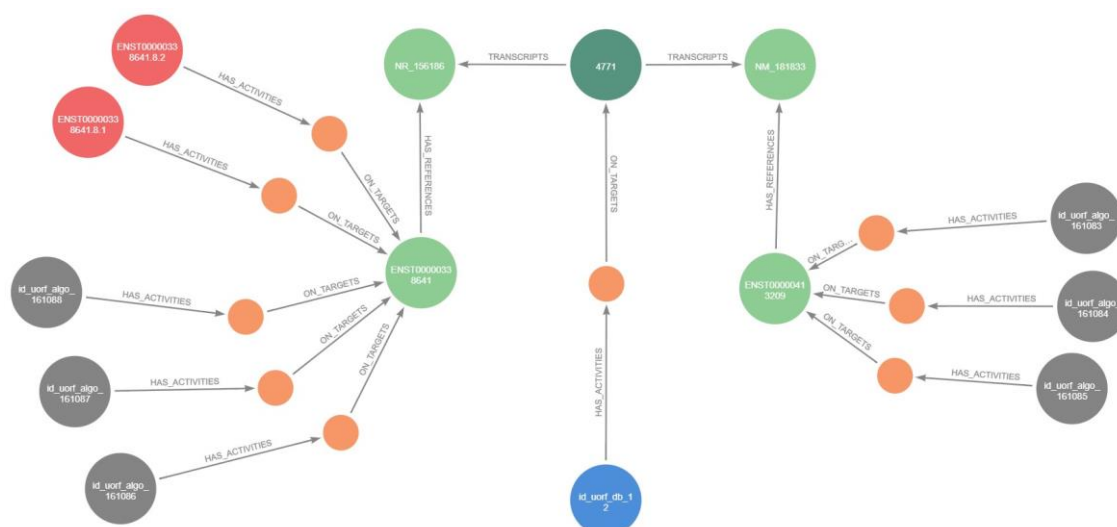 ENST0000033
8641.8.2
HAS_ACTIVITIES
ENST0000033
8641.8.1
HAS_ACTIVITIES
ON_TARGETS
ON_TARGETS
NR_156186
TRANSCRIPTS
4771
TRANSCRIPTS
NM_181833
HAS_REFERENCES
ON_TARGETS
HAS_REFERENCES
ENST0000033
8641
id_uorf_algo_
161088
HAS_ACTIVITIES
ON_TARGETS
id_uorf_algo_
161087
HAS_ACTIVITIES
ON_TARGETS
id_uorf_algo_
161086
HAS_ACTIVITIES
ON_TARGETS
HAS_ACTIVITIES
id_uorf_db_1
2
ENST0000041
3209
ON_TARG...
HAS_ACTIVITIES
id_uorf_algo_
161083
ON_TARGETS
HAS_ACTIVITIES
id_uorf_algo_
161084
ON_TARGETS
HAS_ACTIVITIES
id_uorf_algo_
161085